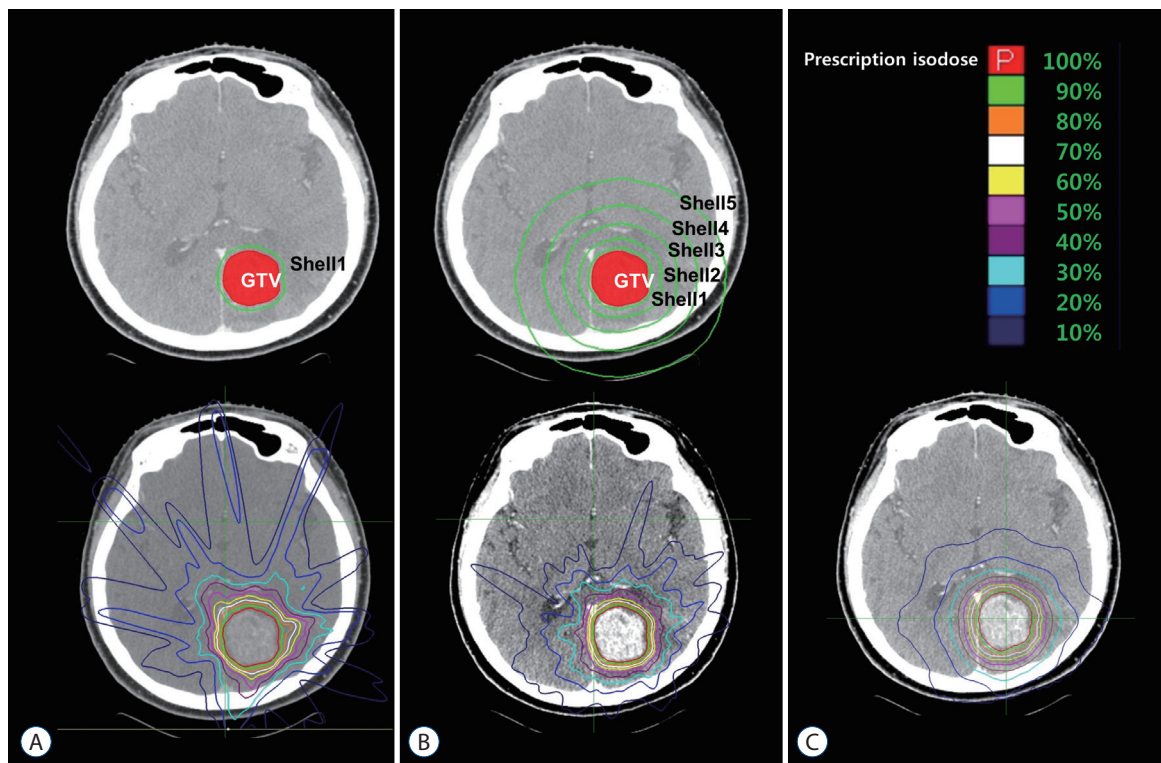 Shell1
GTV
Shell5
Shell4
Shell3
GTV
Shell2
Shell1
Prescription isodose P 100%
90%
80%
70%
60%
50%
40%
30%
20%
10%
A
B
C